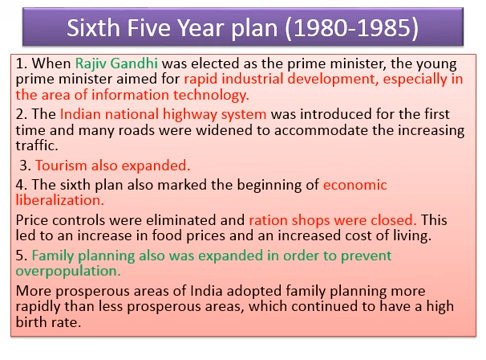 Sixth Five Year plan (1980-1985)
1. When Rajiv Gandhi was elected as the prime minister, the young
prime minister aimed for rapid industrial development, especially in
the area of information technology.
2. The Indian national highway system was introduced for the first
time and many roads were widened to accommodate the increasing
traffic.
3. Tourism also expanded.
4. The sixth plan also marked the beginning of economic
liberalization.
Price controls were eliminated and ration shops were closed. This
led to an increase in food prices and an increased cost of living.
5. Family planning also was expanded in order to prevent
overpopulation.
More prosperous areas of India adopted family planning more
rapidly than less prosperous areas, which continued to have a high
birth rate.